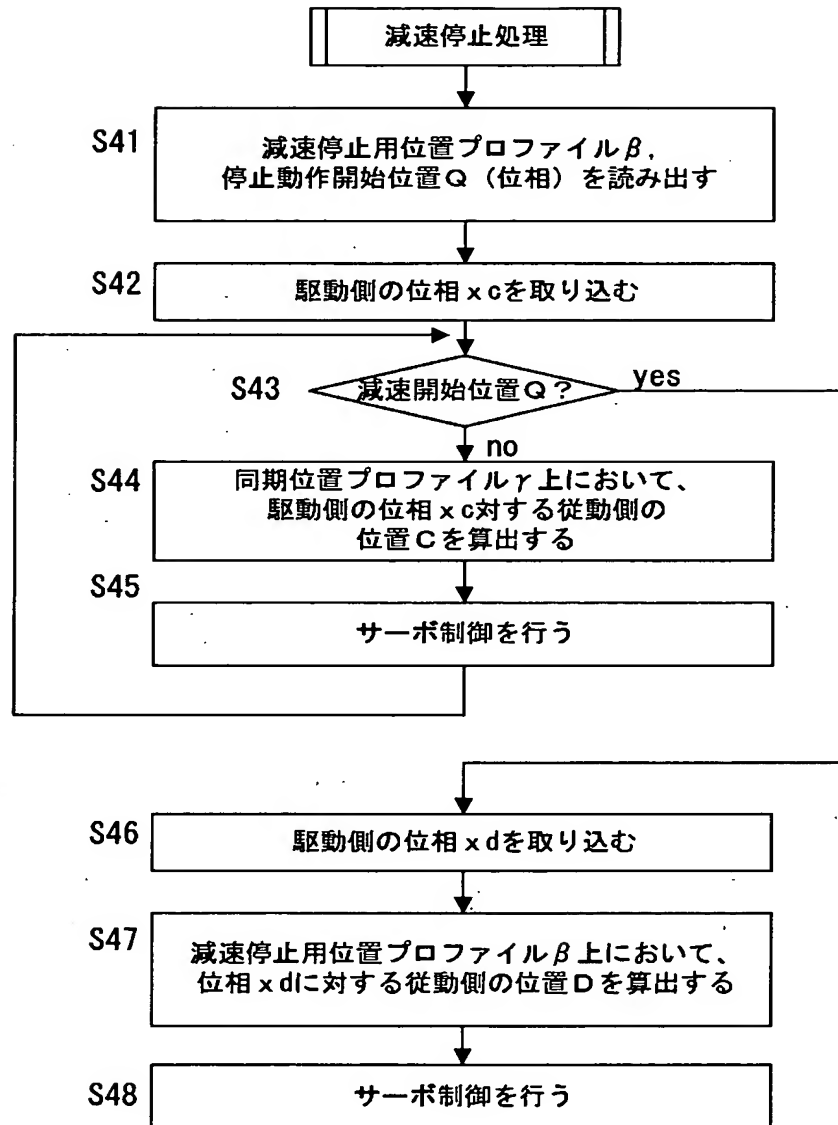 減速停止処理
S41
減速停止用位置プロファイルβ,
停止動作開始位置Q(位相)を読み出す
S42
駆動側の位相xcを取り込む
S43
減速開始位置Q?
yes
no
S44
同期位置プロファイルγ上において、
駆動側の位相xc対する従動側の
位置Cを算出する
S45
サーボ制御を行う
S46
駆動側の位相xdを取り込む
S47
減速停止用位置プロファイルβ上において、
位相xdに対する従動側の位置Dを算出する
S48
サーボ制御を行う